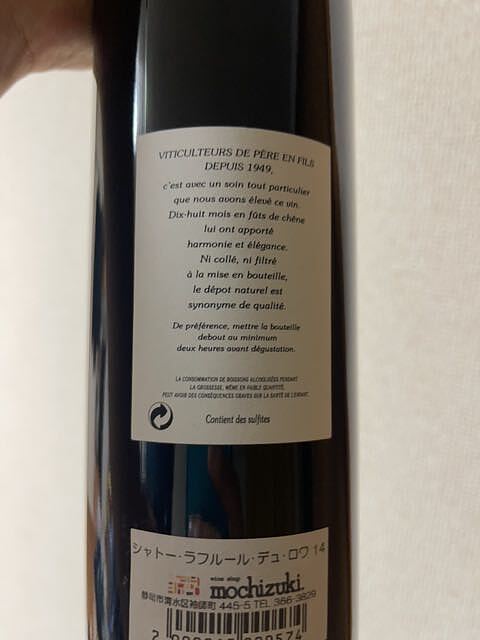 VITICULTEURS DE PÈRE EN FILS
DEPUIS 1949,
c'est avec un soin tout particulier
que nous avons élevé ce vin.
Dix-huit mois en fûts de chêne
lui ont apporté
harmonie et élégance.
Ni collé, ni filtré
à la mise en bouteille,
le dépot naturel est
synonyme de qualité.
De préférence, mettre la bouteille
debout au minimum
deux heures avant dégustation.
LA CONSOMMATION DE BOISSONS ALCOOLISÉES PENDANT
LA GROSSESSE, MÊME EN FAIBLE QUANTITÉ,
PEUT AVOIR DES CONSÉQUENCES GRAVES SUR LA SANTÉ DE L'ENFANT.
Contient des sulfites
シャトー・ラフルール・デュ・ロワ 14
wine shop
mochizuki.
静岡市清水区袖師町 445-5 TEL. 366-3829